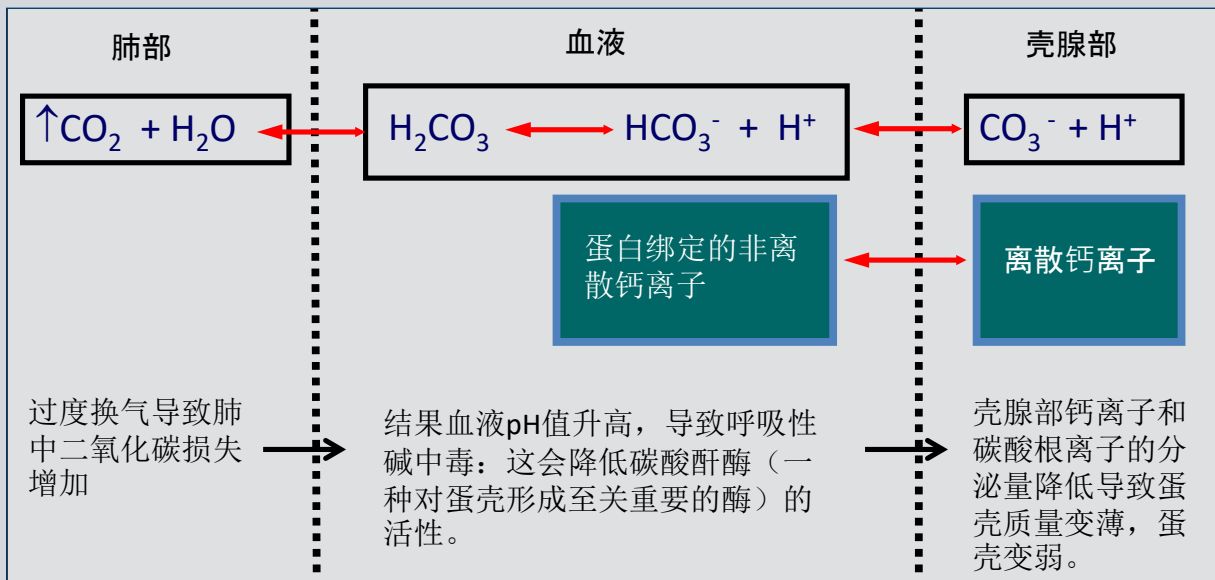 肺部
血液
壳腺部
↑CO₂ + H₂O
H₂CO₃
HCO₃⁻ + H⁺
CO₃⁻ + H⁺
蛋白绑定的非离
散钙离子
离散钙离子
过度换气导致肺
中二氧化碳损失
增加
结果血液pH值升高，导致呼吸性
碱中毒：这会降低碳酸酐酶（一
种对蛋壳形成至关重要的酶）的
活性。
壳腺部钙离子和
碳酸根离子的分
泌量降低导致蛋
壳质量变薄，蛋
壳变弱。